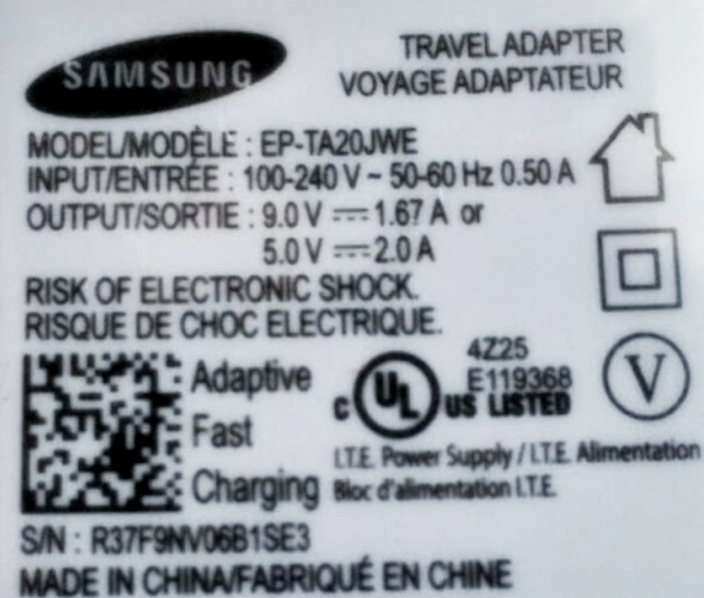 SAMSUNG
TRAVEL ADAPTER
VOYAGE ADAPTATEUR
MODEL/MODÈLE : EP-TA20JWE
INPUT/ENTRÉE : 100-240 V ~ 50-60 Hz 0.50 A
OUTPUT/SORTIE : 9.0 V ⎓ 1.67 A or
5.0 V ⎓ 2.0 A
RISK OF ELECTRONIC SHOCK.
RISQUE DE CHOC ELECTRIQUE.
Adaptive
Fast
Charging
C UL US LISTED
4Z25
E119368
V
I.T.E. Power Supply / I.T.E. Alimentation
Bloc d'alimentation I.T.E.
S/N : R37F9NV06B1SE3
MADE IN CHINA/FABRIQUÉ EN CHINE